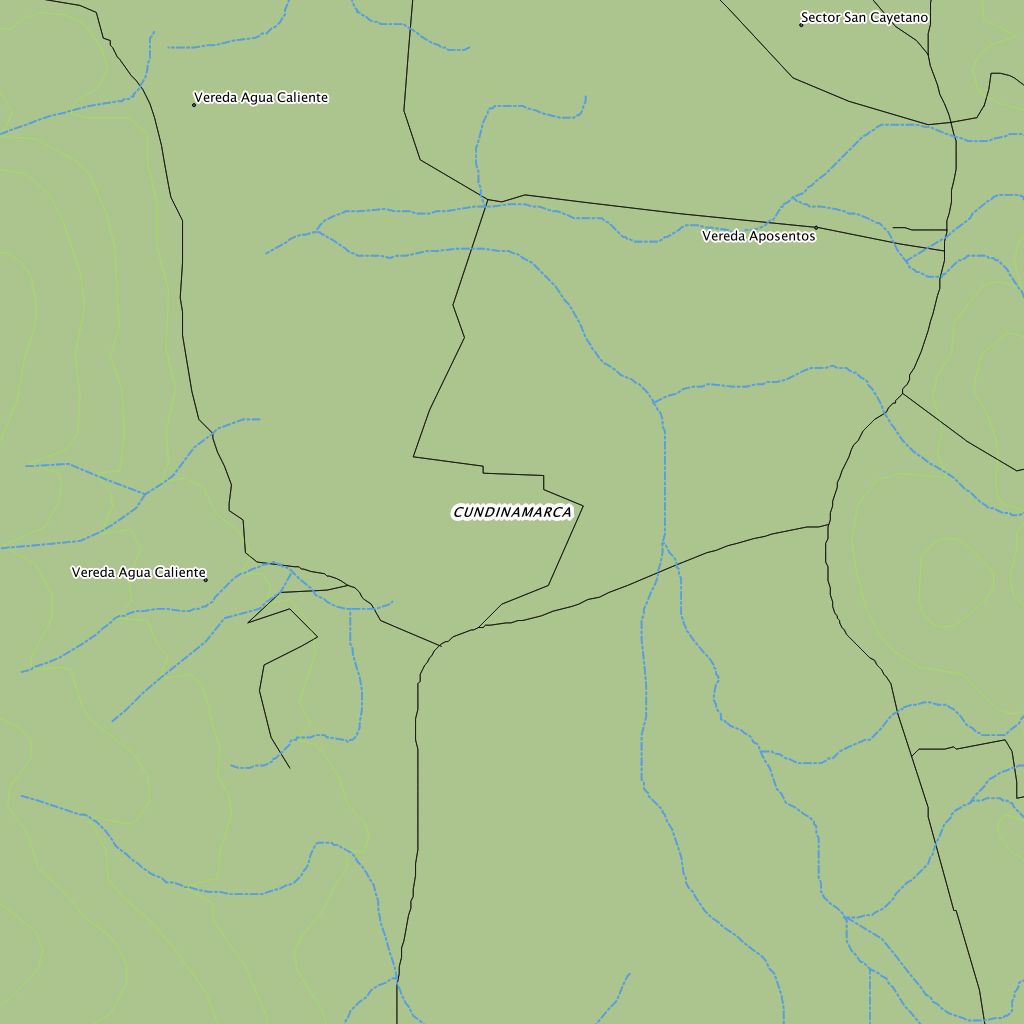 Sector San Cayetano
Vereda Agua Caliente
Vereda Aposentos
CUNDINAMARCA
Vereda Agua Caliente